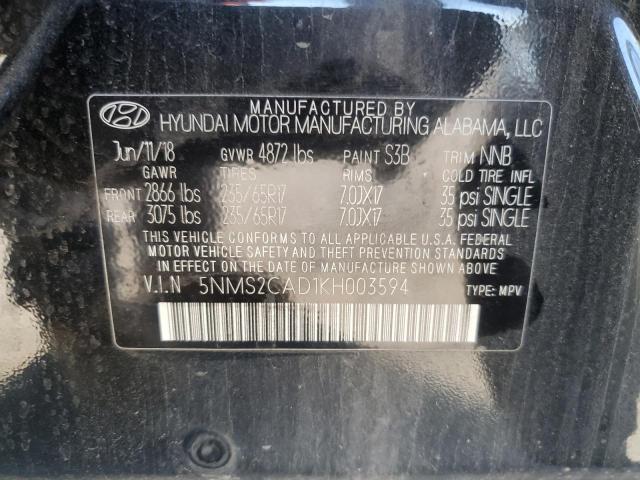 MANUFACTURED BY
HYUNDAI MOTOR MANUFACTURING ALABAMA, LLC
Jun/11/18 GVWR 4872 lbs PAINT S3B TRIM NNB
GAWR TIRES RIMS COLD TIRE INFL
FRONT 2866 lbs 235/65R17 7.0JX17 35 psi SINGLE
REAR 3075 lbs 235/65R17 7.0JX17 35 psi SINGLE
THIS VEHICLE CONFORMS TO ALL APPLICABLE U.S.A. FEDERAL
MOTOR VEHICLE SAFETY AND BUMPER AND THEFT PREVENTION
STANDARDS IN EFFECT ON THE DATE OF MANUFACTURE SHOWN ABOVE
V.I.N 5NMS2CAD1KH003594 TYPE: MPV